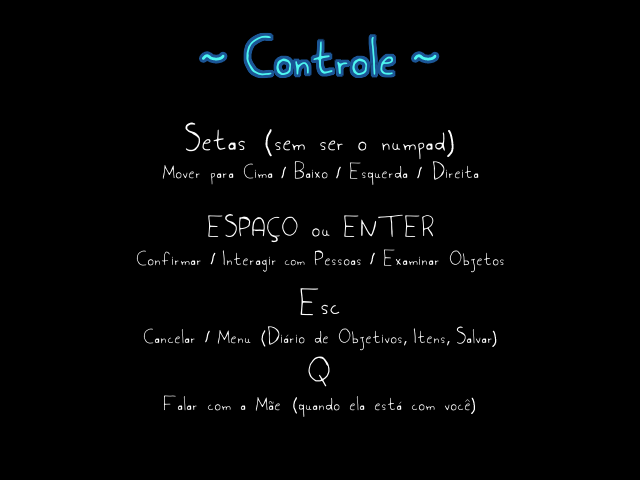 ~ Controle ~
Setas (sem ser o numpad)
Mover para Cima / Baixo / Esquerda / Direita
ESPAÇO ou ENTER
Confirmar / Interagir com Pessoas / Examinar Objetos
Esc
Cancelar / Menu (Diário de Objetivos, Itens, Salvar)
Q
Falar com a Mãe (quando ela está com você)